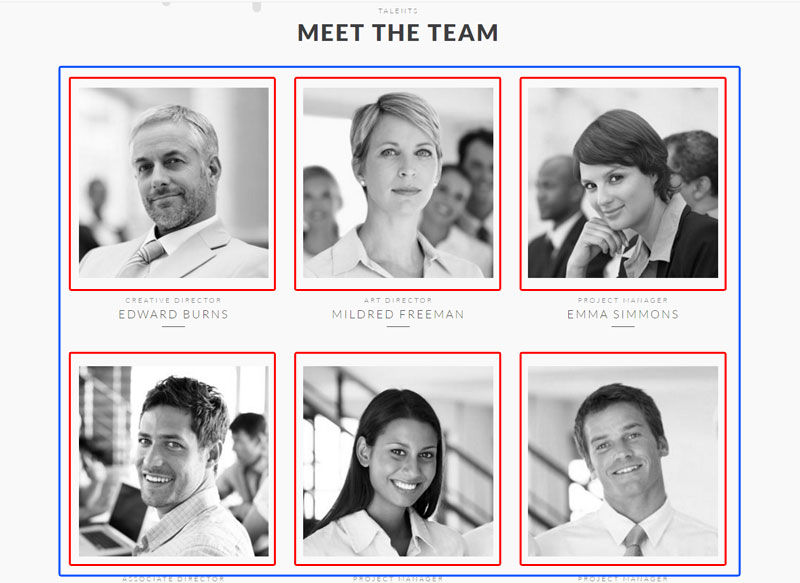 TALENTS
MEET THE TEAM
CREATIVE DIRECTOR
EDWARD BURNS
ART DIRECTOR
MILDRED FREEMAN
PROJECT MANAGER
EMMA SIMMONS
ASSOCIATE DIRECTOR
PROJECT MANAGER
PROJECT MANAGER